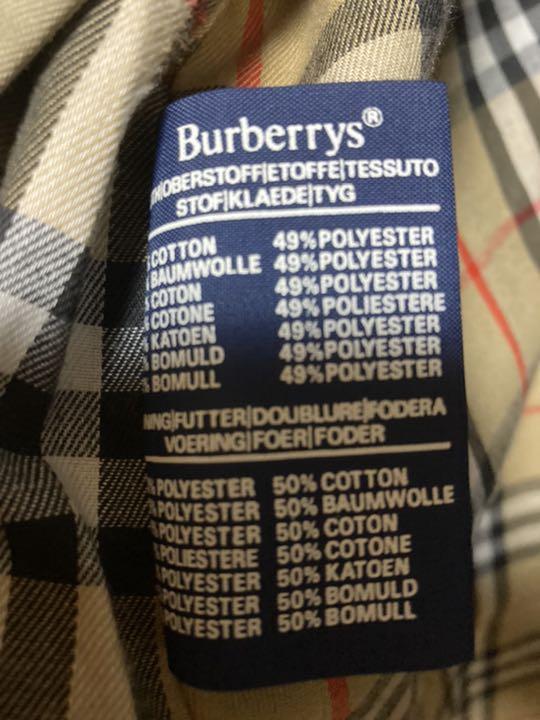 Burberrys®
OBERSTOFF|ETOFFE|TESSUTO
STOF|KLAEDE|TYG
% COTTON 49% POLYESTER
% BAUMWOLLE 49% POLYESTER
% COTON 49% POLYESTER
% COTONE 49% POLIESTERE
% KATOEN 49% POLYESTER
% BOMULD 49% POLYESTER
% BOMULL 49% POLYESTER
NING|FUTTER|DOUBLURE|FODERA
VOERING|FOER|FODER
% POLYESTER 50% COTTON
% POLYESTER 50% BAUMWOLLE
% POLYESTER 50% COTON
% POLIESTERE 50% COTONE
% POLYESTER 50% KATOEN
% POLYESTER 50% BOMULD
% POLYESTER 50% BOMULL